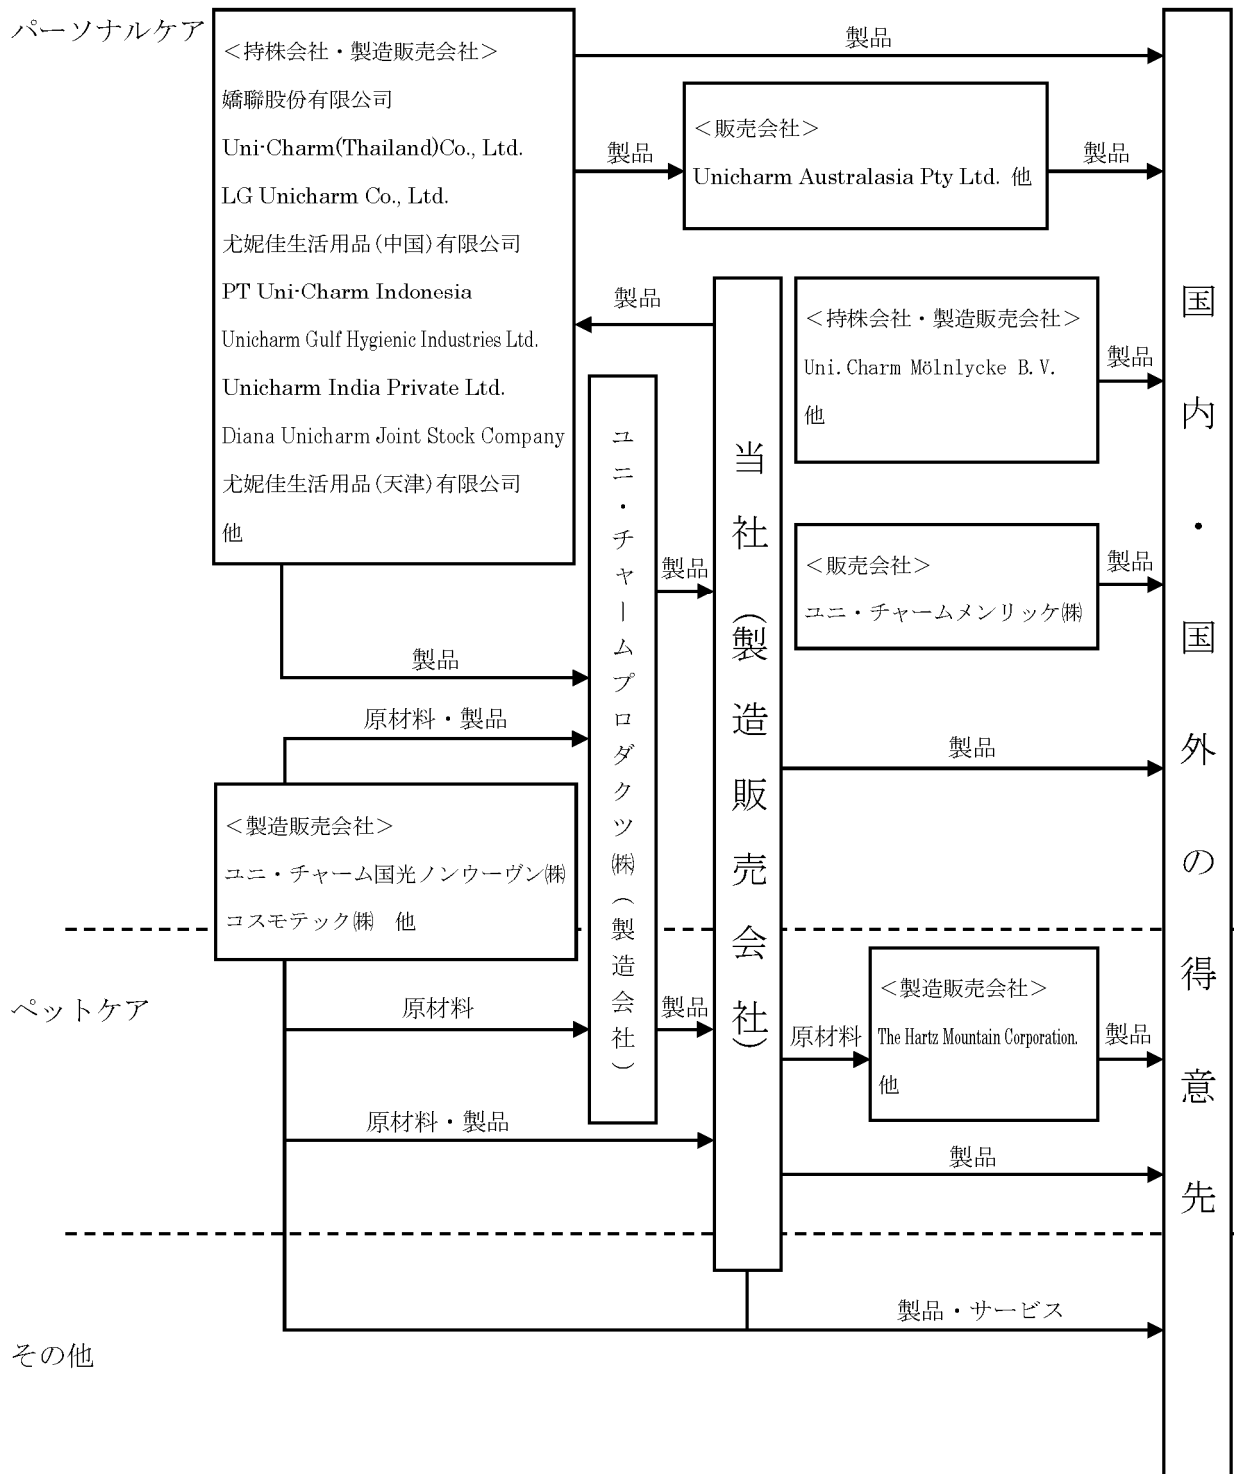 パーソナルケア
＜持株会社・製造販売会社＞
嬌聯股份有限公司
Uni-Charm(Thailand)Co., Ltd.
LG Unicharm Co., Ltd.
尤妮佳生活用品(中国)有限公司
PT Uni-Charm Indonesia
Unicharm Gulf Hygienic Industries Ltd.
Unicharm India Private Ltd.
Diana Unicharm Joint Stock Company
尤妮佳生活用品(天津)有限公司
他
製品
製品
＜販売会社＞
Unicharm Australasia Pty Ltd. 他
製品
製品
＜持株会社・製造販売会社＞
Uni.Charm Mölnlycke B.V.
他
製品
＜販売会社＞
ユニ・チャームメンリッケ㈱
製品
製品
製品
原材料・製品
ユニ・チャームプロダクツ㈱（製造会社）
当社（製造販売会社）
製品
国内・国外の得意先
＜製造販売会社＞
ユニ・チャーム国光ノンウーヴン㈱
コスモテック㈱　他
ペットケア
原材料
製品
原材料
＜製造販売会社＞
The Hartz Mountain Corporation.
他
製品
原材料・製品
製品
製品・サービス
その他